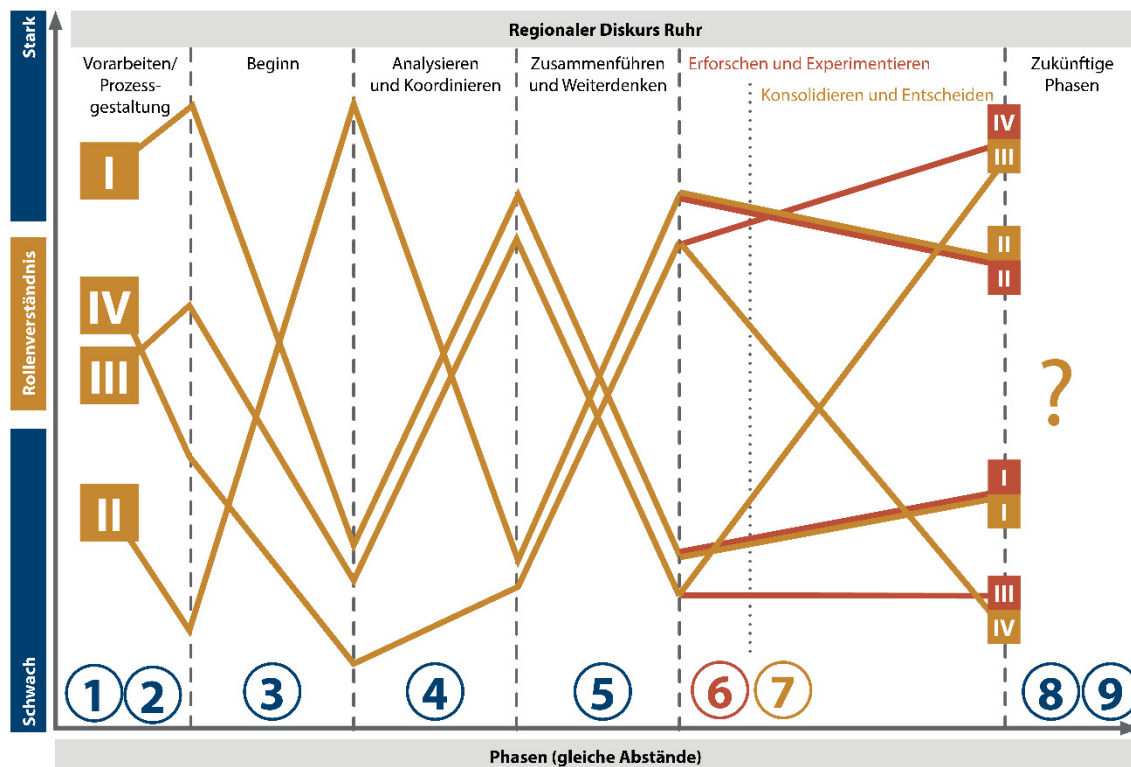 Regionaler Diskurs Ruhr
Stark
Rollenverständnis
Schwach
Vorarbeiten/
Prozess-
gestaltung
Beginn
Analysieren
und Koordinieren
Zusammenführen
und Weiterdenken
Erforschen und Experimentieren
Konsolidieren und Entscheiden
Zukünftige
Phasen
I
IV
III
II
IV
III
II
II
I
I
III
IV
?
1 2 3 4 5 6 7 8 9
Phasen (gleiche Abstände)